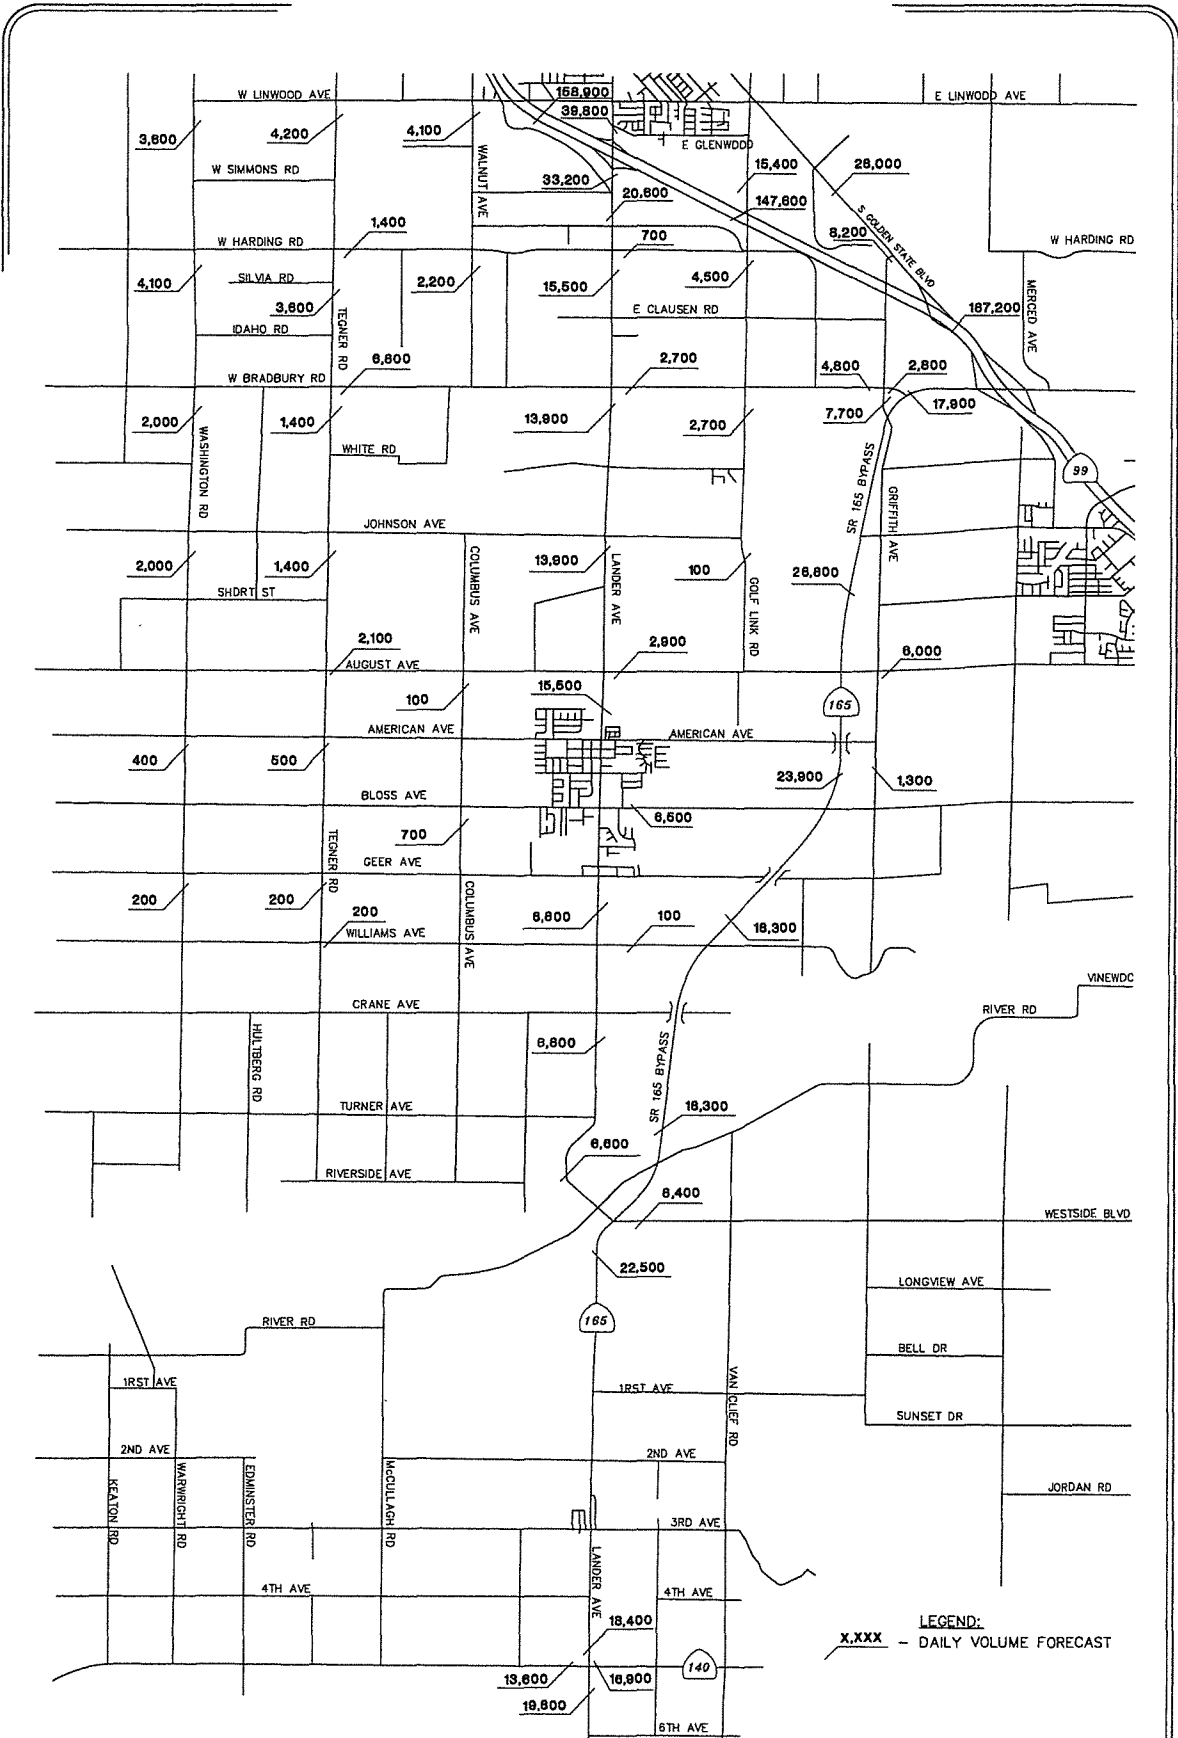 W LINWOOD AVE
158,900
E LINWOOD AVE
39,800
3,600
4,200
4,100
E GLENWOOD
W SIMMONS RD
WALNUT AVE
33,200
15,400
26,000
20,600
147,600
1,400
700
8,200
S GOLDEN STATE BLVD
W HARDING RD
W HARDING RD
4,100
SILVIA RD
2,200
15,500
4,500
3,600
TEGNER RD
E CLAUSEN RD
MERCED AVE
167,200
IDAHO RD
6,800
2,700
4,800
2,800
W BRADBURY RD
2,000
1,400
13,900
2,700
7,700
17,900
WASHINGTON RD
WHITE RD
SR 165 BYPASS
99
GRIFFITH AVE
JOHNSON AVE
2,000
1,400
COLUMBUS AVE
13,900
LANDER AVE
100
GOLF LINK RD
26,800
SHORT ST
2,100
2,900
6,000
AUGUST AVE
100
15,500
165
AMERICAN AVE
AMERICAN AVE
400
500
23,900
1,300
BLOSS AVE
6,500
700
TEGNER RD
GEER AVE
COLUMBUS AVE
200
200
200
6,800
100
18,300
WILLIAMS AVE
VINEWDC
CRANE AVE
RIVER RD
HULTBERG RD
6,600
SR 165 BYPASS
TURNER AVE
18,300
6,600
RIVERSIDE AVE
6,400
WESTSIDE BLVD
22,500
LONGVIEW AVE
165
RIVER RD
BELL DR
1RST AVE
1RST AVE
VAN CLIEF RD
SUNSET DR
2ND AVE
2ND AVE
KEATON RD
WARWRIGHT RD
EDMINSTER RD
McCULLAGH RD
JORDAN RD
3RD AVE
LANDER AVE
4TH AVE
4TH AVE
18,400
LEGEND:
X,XXX – DAILY VOLUME FORECAST
140
13,600
16,900
19,600
6TH AVE